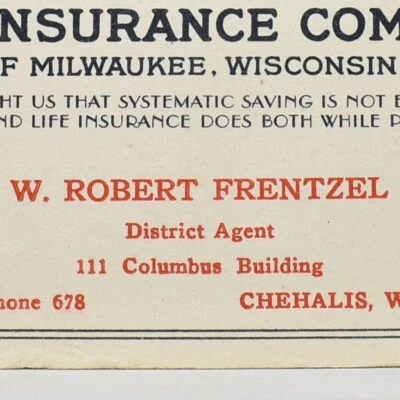 NSURANCE COM
F MILWAUKEE, WISCONSIN
HT US THAT SYSTEMATIC SAVING IS NOT E
ND LIFE INSURANCE DOES BOTH WHILE P
W. ROBERT FRENTZEL
District Agent
111 Columbus Building
hone 678 CHEHALIS, W